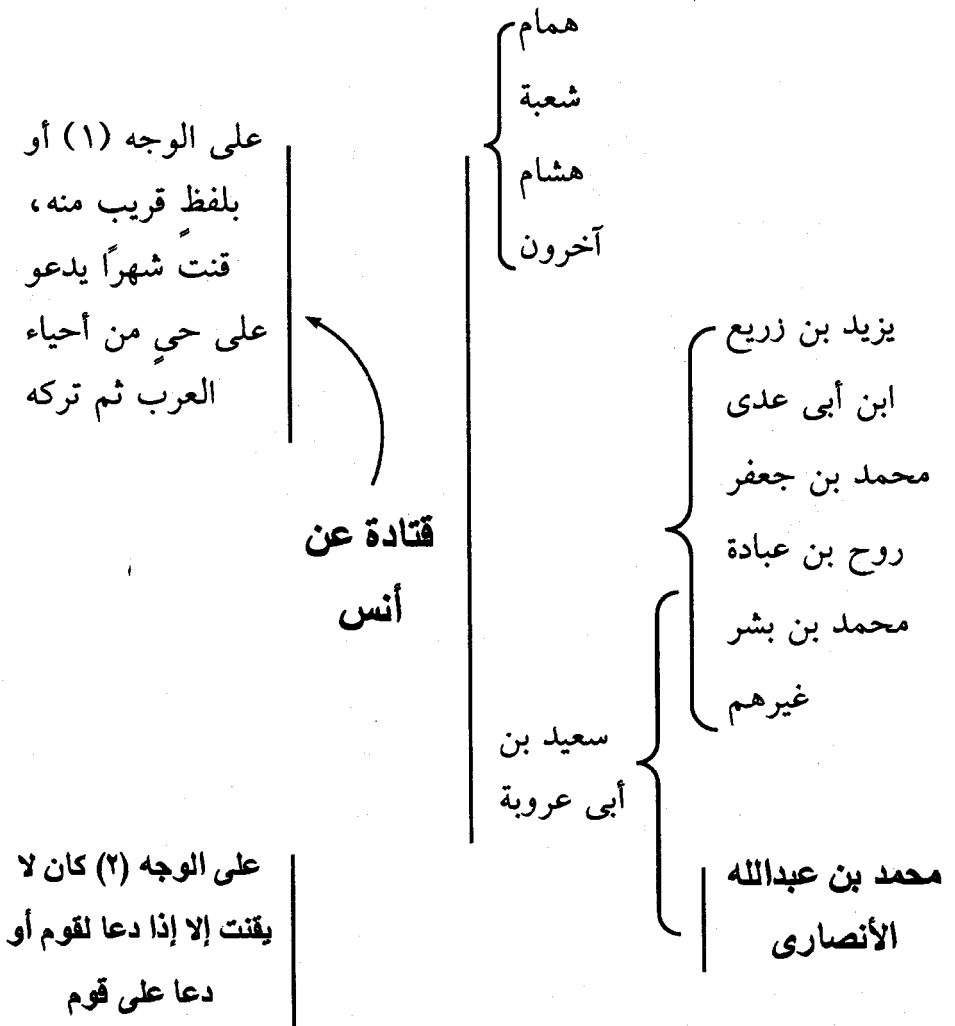 همام
شعبة
هشام
آخرون
يزيد بن زريع
ابن أبى عدى
محمد بن جعفر
روح بن عبادة
محمد بن بشر
غيرهم
سعيد بن
أبى عروبة
محمد بن عبدالله
الأنصارى
قتادة عن
أنس
على الوجه (١) أو
بلفظٍ قريب منه،
قنت شهرًا يدعو
على حيٍ من أحياء
العرب ثم تركه
على الوجه (٢) كان لا
يقنت إلا إذا دعا لقوم أو
دعا على قوم